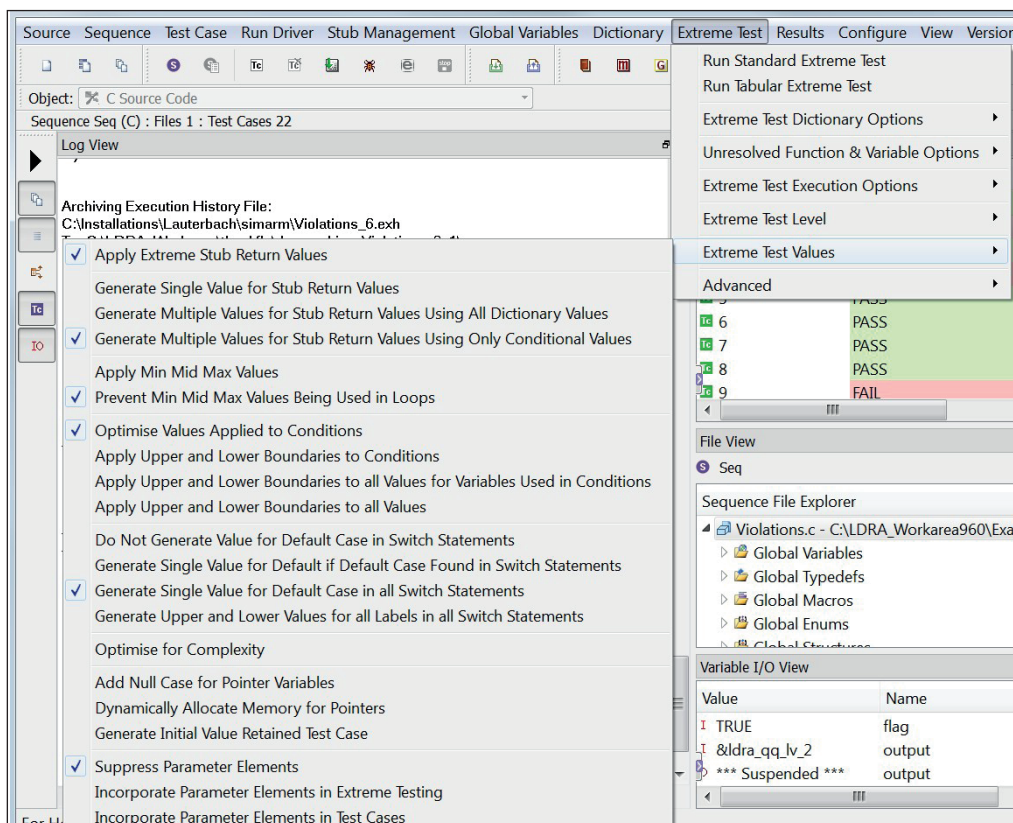 Source Sequence Test Case Run Driver Stub Management Global Variables Dictionary Extreme Test Results Configure View Version
Object: C Source Code
Sequence Seq (C) : Files 1 : Test Cases 22
Log View
Archiving Execution History File:
C:\Installations\Lauterbach\simarm\Violations_6.exh
Run Standard Extreme Test
Run Tabular Extreme Test
Extreme Test Dictionary Options
Unresolved Function & Variable Options
Extreme Test Execution Options
Extreme Test Level
Extreme Test Values
Advanced
Apply Extreme Stub Return Values
Generate Single Value for Stub Return Values
Generate Multiple Values for Stub Return Values Using All Dictionary Values
Generate Multiple Values for Stub Return Values Using Only Conditional Values
Apply Min Mid Max Values
Prevent Min Mid Max Values Being Used in Loops
Optimise Values Applied to Conditions
Apply Upper and Lower Boundaries to Conditions
Apply Upper and Lower Boundaries to all Values for Variables Used in Conditions
Apply Upper and Lower Boundaries to all Values
Do Not Generate Value for Default Case in Switch Statements
Generate Single Value for Default if Default Case Found in Switch Statements
Generate Single Value for Default Case in all Switch Statements
Generate Upper and Lower Values for all Labels in all Switch Statements
Optimise for Complexity
Add Null Case for Pointer Variables
Dynamically Allocate Memory for Pointers
Generate Initial Value Retained Test Case
Suppress Parameter Elements
Incorporate Parameter Elements in Extreme Testing
Incorporate Parameter Elements in Test Cases
Tc 5 PASS
Tc 6 PASS
Tc 7 PASS
Tc 8 PASS
Tc 9 FAIL
File View
S Seq
Sequence File Explorer
Violations.c - C:\LDRA_Workarea960\Exa
Global Variables
Global Typedefs
Global Macros
Global Enums
Global Structures
Variable I/O View
Value Name
I TRUE flag
I &ldra_qq_lv_2 output
*** Suspended *** output